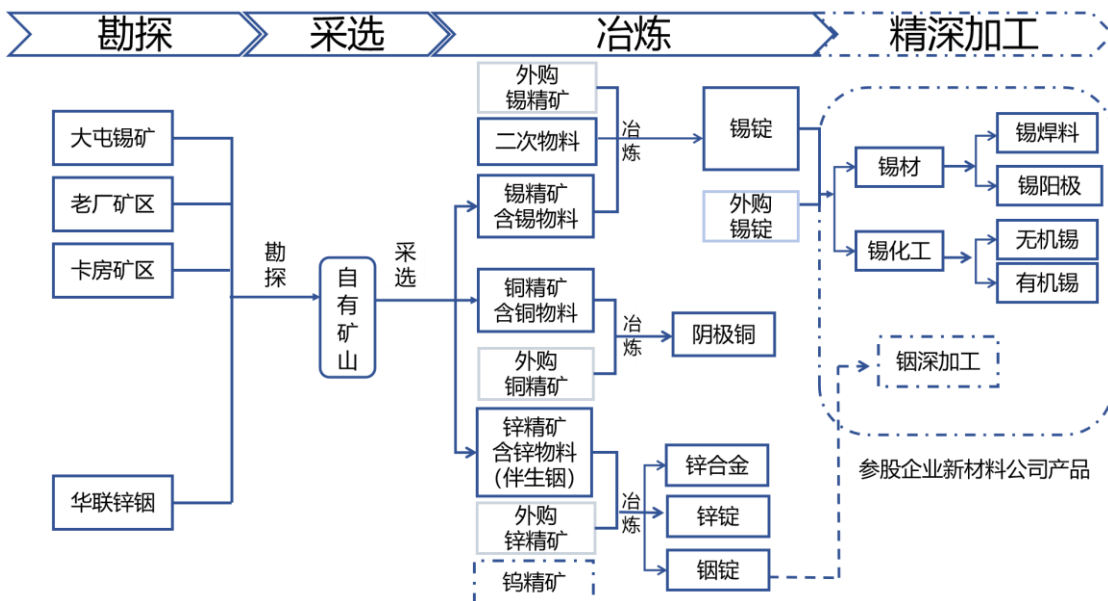 勘探
采选
冶炼
精深加工
大屯锡矿
老厂矿区
卡房矿区
华联锌铟
勘
探
自
有
矿
山
采
选
外购
锡精矿
二次物料
锡精矿
含锡物料
冶
炼
锡锭
外购
锡锭
锡材
锡焊料
锡阳极
锡化工
无机锡
有机锡
铜精矿
含铜物料
外购
铜精矿
冶
炼
阴极铜
铟深加工
锌精矿
含锌物料
（伴生铟）
外购
锌精矿
冶
炼
锌合金
锌锭
铟锭
钨精矿
参股企业新材料公司产品